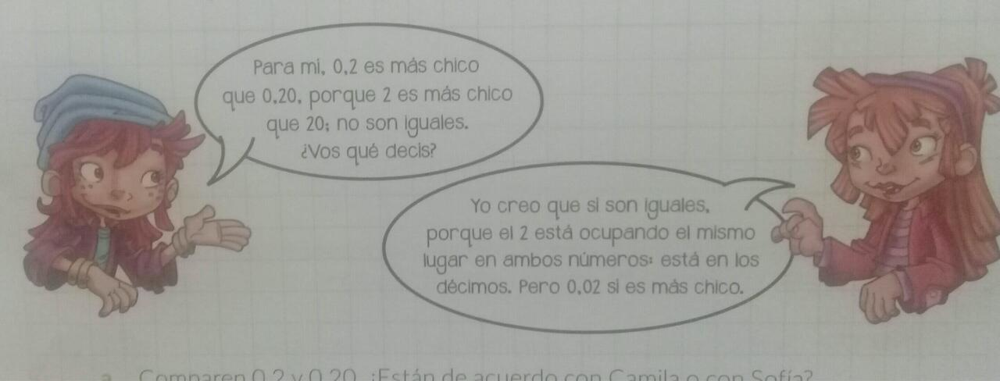 Para mi, 0,2 es más chico
que 0,20, porque 2 es más chico
que 20; no son iguales.
¿Vos qué decis?
Yo creo que si son iguales,
porque el 2 está ocupando el mismo
lugar en ambos números: está en los
décimos. Pero 0,02 si es más chico.
a. Comparen 0,2 y 0,20. ¿Están de acuerdo con Camila o con Sofía?